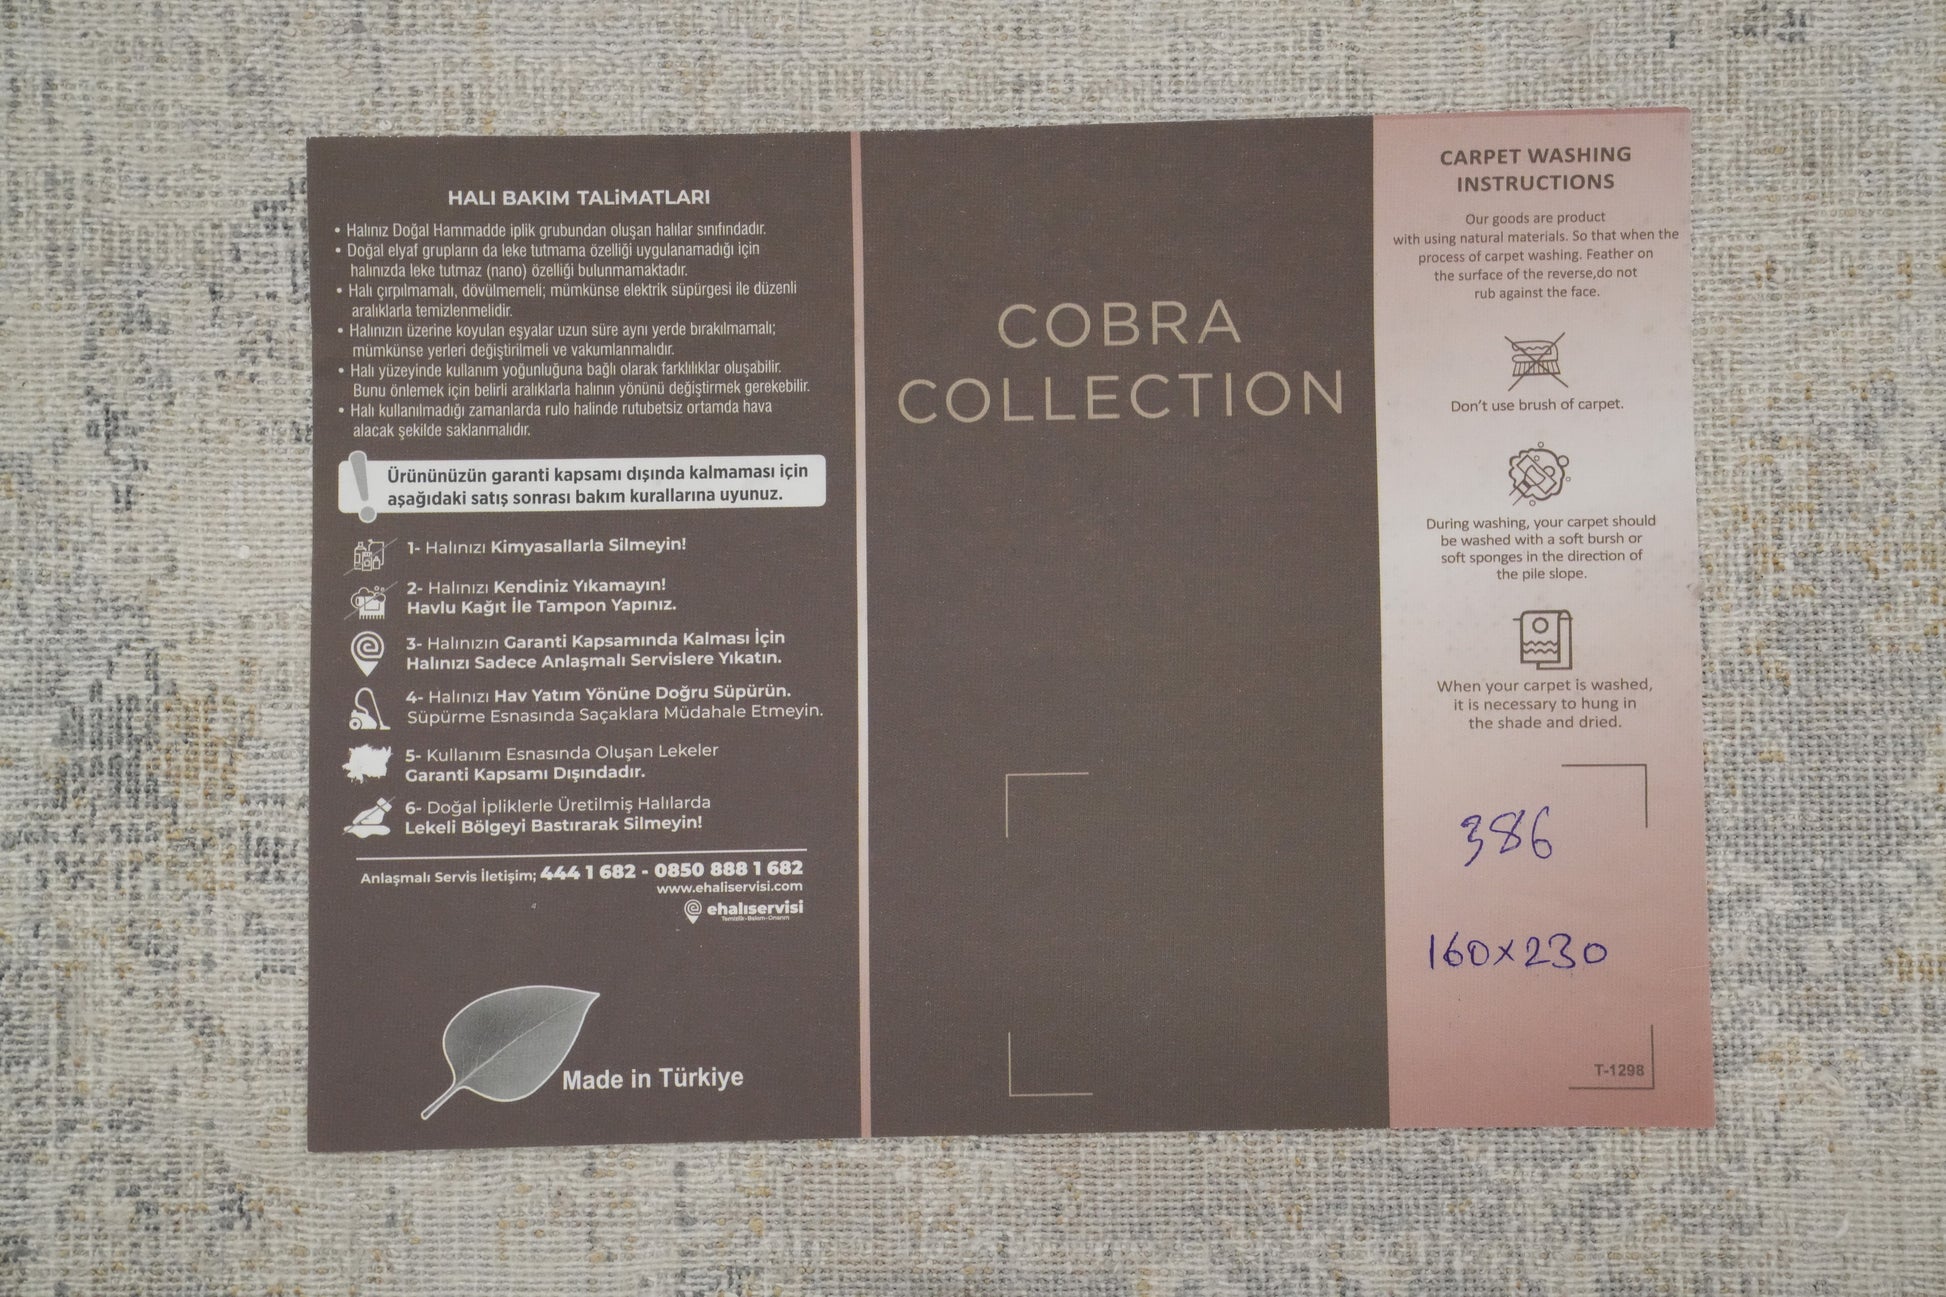 HALI BAKIM TALiMATLARI
• Halınız Doğal Hammadde iplik grubundan oluşan halılar sınıfındadır.
• Doğal elyaf grupların da leke tutmama özelliği uygulanamadığı için
halınızda leke tutmaz (nano) özelliği bulunmamaktadır.
• Halı çırpılmamalı, dövülmemeli; mümkünse elektrik süpürgesi ile düzenli
aralıklarla temizlenmelidir.
• Halınızın üzerine koyulan eşyalar uzun süre aynı yerde bırakılmamalı;
mümkünse yerleri değiştirilmeli ve vakumlanmalıdır.
• Halı yüzeyinde kullanım yoğunluğuna bağlı olarak farklılıklar oluşabilir.
Bunu önlemek için belirli aralıklarla halının yönünü değiştirmek gerekebilir.
• Halı kullanılmadığı zamanlarda rulo halinde rutubetsiz ortamda hava
alacak şekilde saklanmalıdır.
Ürününüzün garanti kapsamı dışında kalmaması için
aşağıdaki satış sonrası bakım kurallarına uyunuz.
1- Halınızı Kimyasallarla Silmeyin!
2- Halınızı Kendiniz Yıkamayın!
Havlu Kağıt İle Tampon Yapınız.
3- Halınızın Garanti Kapsamında Kalması İçin
Halınızı Sadece Anlaşmalı Servislere Yıkatın.
4- Halınızı Hav Yatım Yönüne Doğru Süpürün.
Süpürme Esnasında Saçaklara Müdahale Etmeyin.
5- Kullanım Esnasında Oluşan Lekeler
Garanti Kapsamı Dışındadır.
6- Doğal İpliklerle Üretilmiş Halılarda
Lekeli Bölgeyi Bastırarak Silmeyin!
Anlaşmalı Servis İletişim; 444 1 682 - 0850 888 1 682
www.ehaliservisi.com
ehalıservisi
Temizlik-Bakım-Onarım
Made in Türkiye
COBRA
COLLECTION
CARPET WASHING
INSTRUCTIONS
Our goods are product
with using natural materials. So that when the
process of carpet washing. Feather on
the surface of the reverse,do not
rub against the face.
Don't use brush of carpet.
During washing, your carpet should
be washed with a soft bursh or
soft sponges in the direction of
the pile slope.
When your carpet is washed,
it is necessary to hung in
the shade and dried.
386
160x230
T-1298